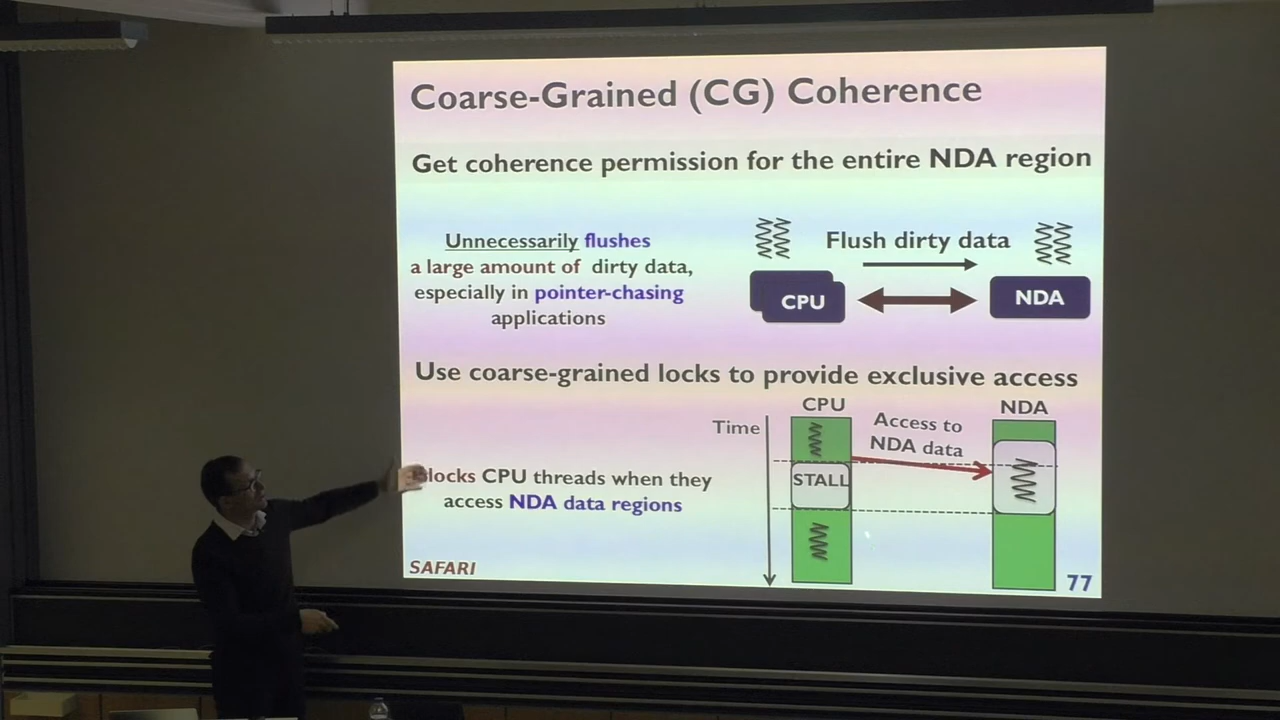 Coarse-Grained (CG) Coherence
Get coherence permission for the entire NDA region
Unnecessarily flushes
a large amount of dirty data,
especially in pointer-chasing
applications
Flush dirty data
CPU
NDA
Use coarse-grained locks to provide exclusive access
CPU
NDA
Time
Access to
NDA data
STALL
locks CPU threads when they
access NDA data regions
SAFARI
77